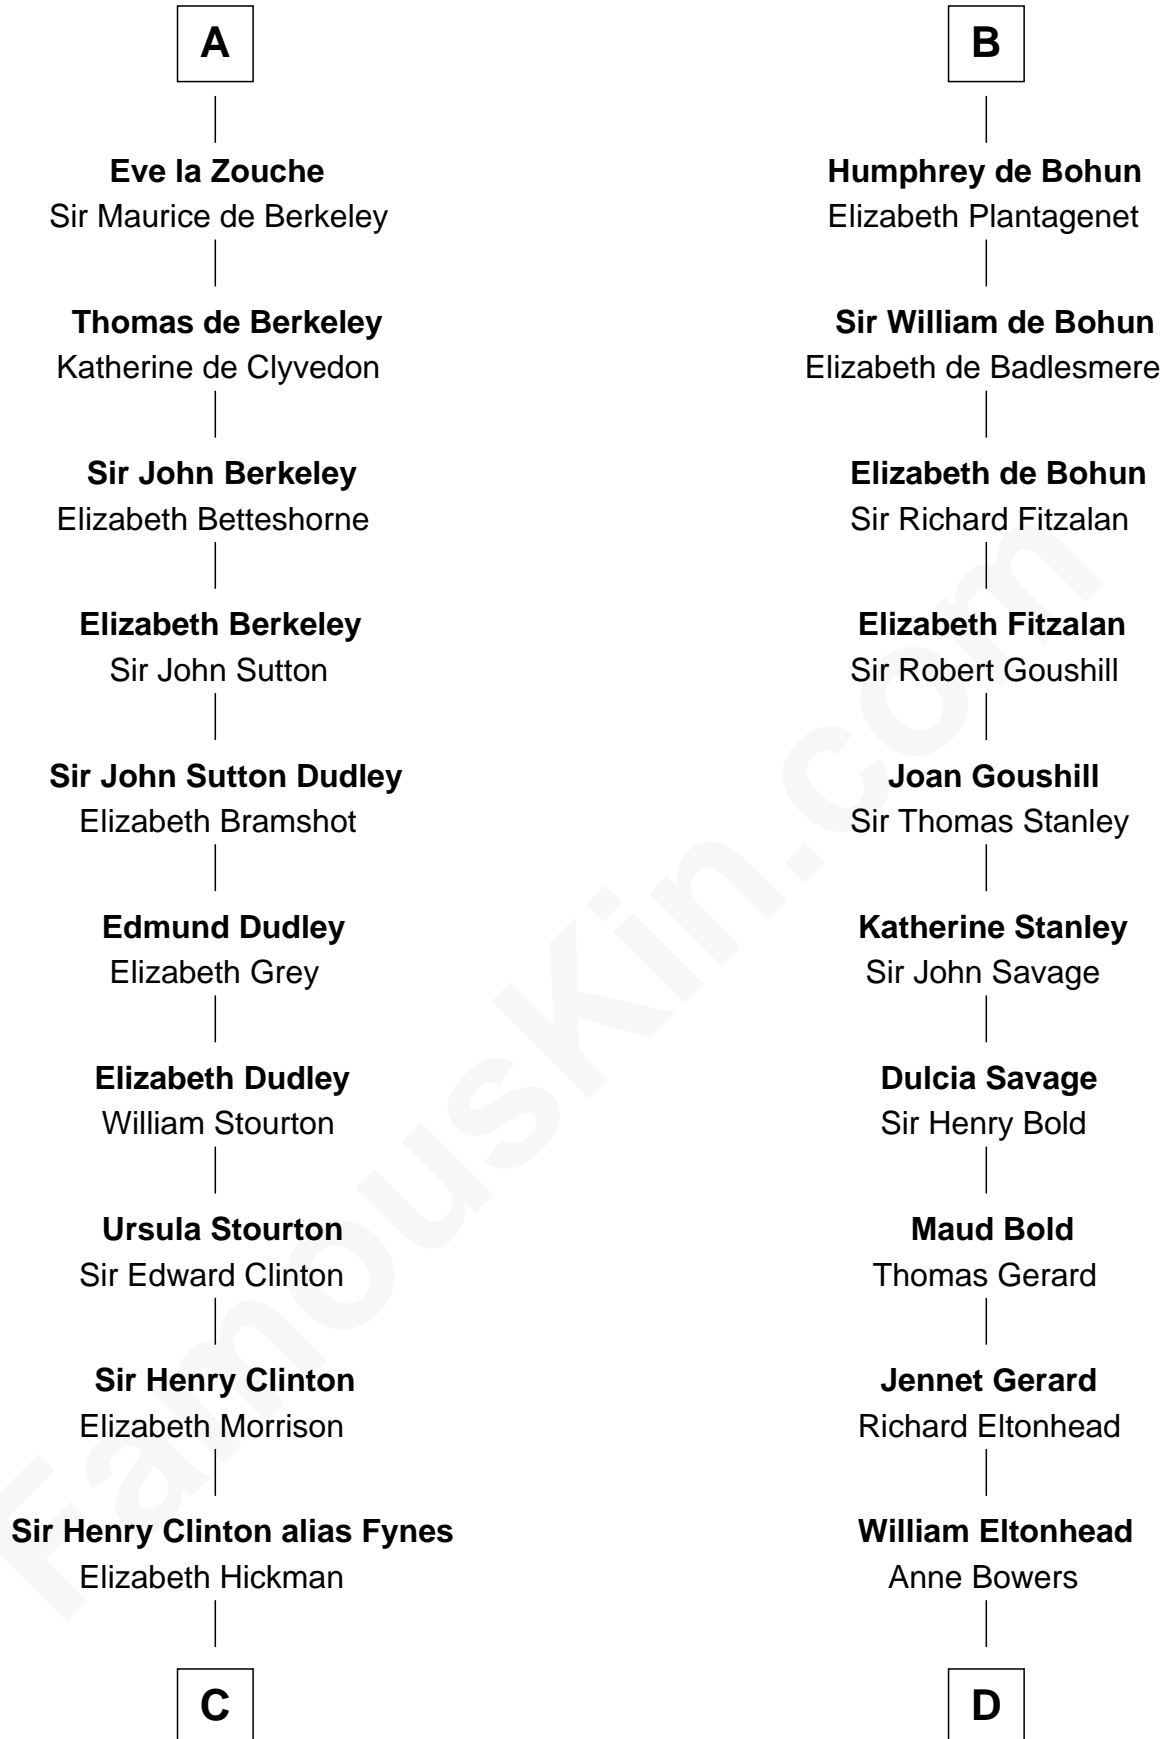 A
Eve la Zouche
Sir Maurice de Berkeley
Thomas de Berkeley
Katherine de Clyvedon
Sir John Berkeley
Elizabeth Betteshorne
Elizabeth Berkeley
Sir John Sutton
Sir John Sutton Dudley
Elizabeth Bramshot
Edmund Dudley
Elizabeth Grey
Elizabeth Dudley
William Stourton
Ursula Stourton
Sir Edward Clinton
Sir Henry Clinton
Elizabeth Morrison
Sir Henry Clinton alias Fynes
Elizabeth Hickman
C
B
Humphrey de Bohun
Elizabeth Plantagenet
Sir William de Bohun
Elizabeth de Badlesmere
Elizabeth de Bohun
Sir Richard Fitzalan
Elizabeth Fitzalan
Sir Robert Goushill
Joan Goushill
Sir Thomas Stanley
Katherine Stanley
Sir John Savage
Dulcia Savage
Sir Henry Bold
Maud Bold
Thomas Gerard
Jennet Gerard
Richard Eltonhead
William Eltonhead
Anne Bowers
D
FamousKin.com